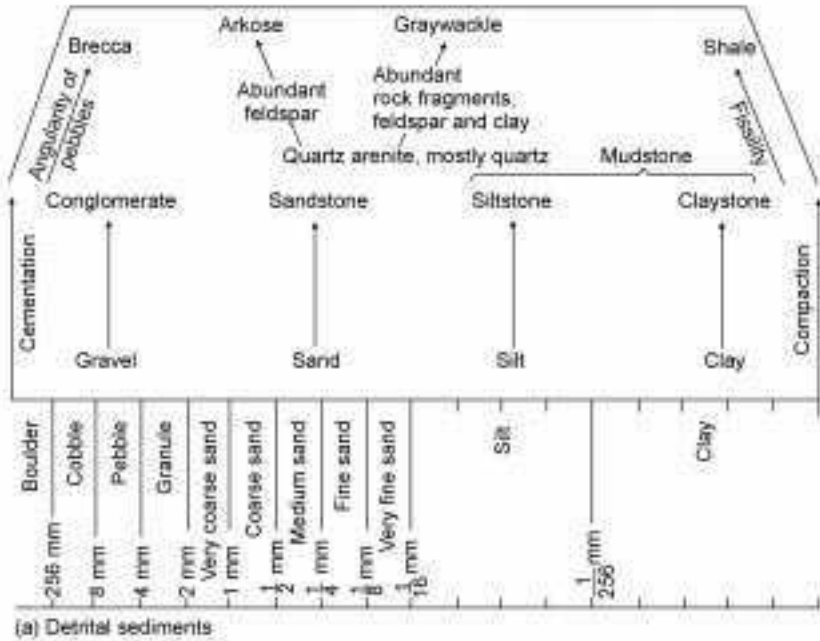 Arkose
Graywackle
Brecca
Shale
Angularity of
pebbles
Abundant
feldspar
Abundant
rock fragments,
feldspar and clay
Fissility
Quartz arenite, mostly quartz
Mudstone
Conglomerate
Sandstone
Siltstone
Claystone
Cementation
Compaction
Gravel
Sand
Silt
Clay
Boulder
256 mm
Cobble
8 mm
Pebble
4 mm
Granule
2 mm
Very coarse sand
1 mm
Coarse sand
1/2 mm
Medium sand
1/4 mm
Fine sand
1/8 mm
Very fine sand
1/16 mm
Silt
1/256 mm
Clay
(a) Detrital sediments